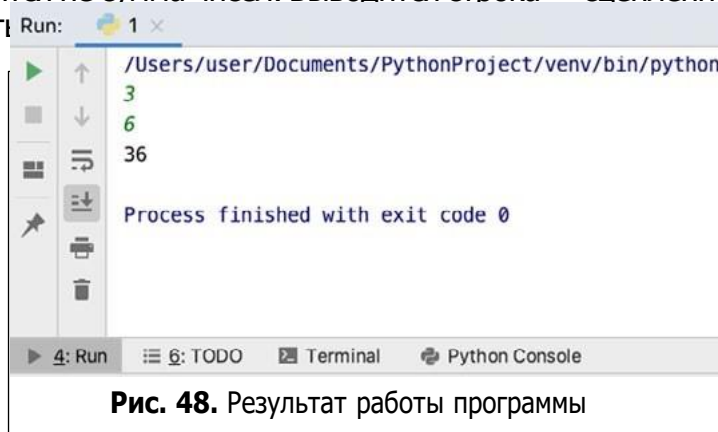 Run: 1 ×
/Users/user/Documents/PythonProject/venv/bin/python
3
6
36
Process finished with exit code 0
4: Run 6: TODO Terminal Python Console
Рис. 48. Результат работы программы